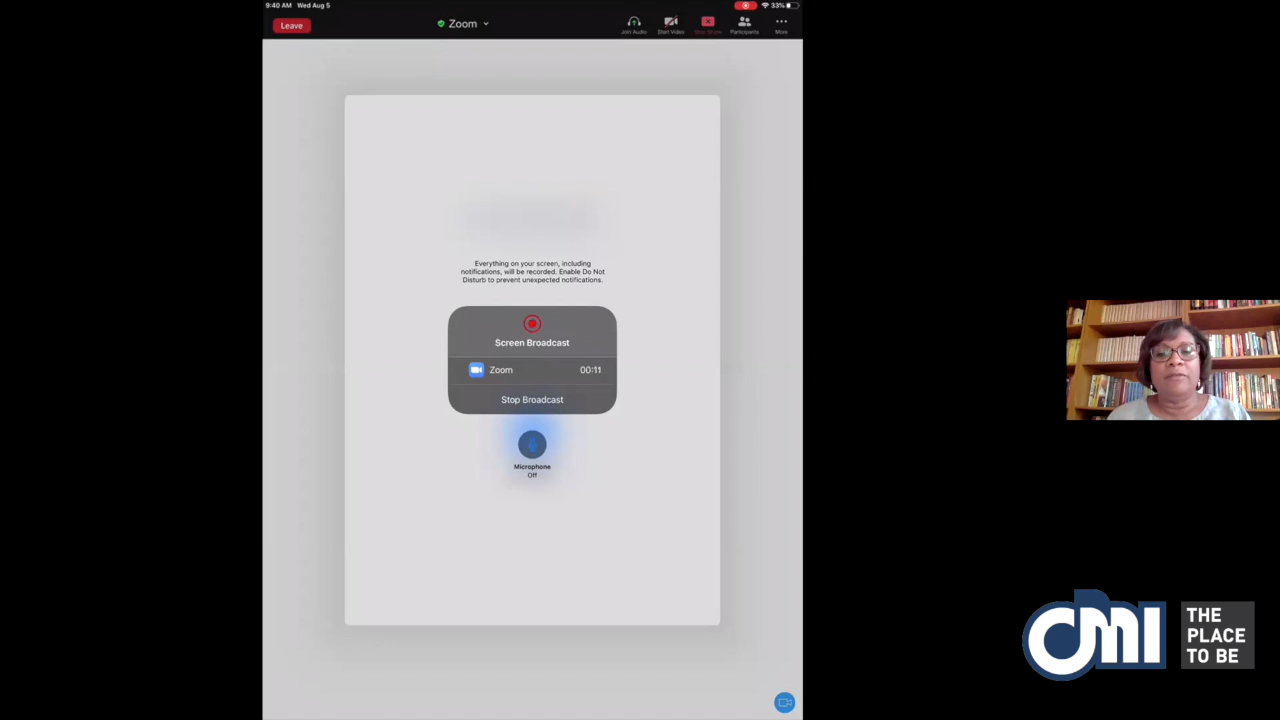 9:40 AM Wed Aug 5
33%
Leave
Zoom
Join Audio
Start Video
Stop Share
Participants
More
Everything on your screen, including
notifications, will be recorded. Enable Do Not
Disturb to prevent unexpected notifications.
Screen Broadcast
Zoom 00:11
Stop Broadcast
Microphone
Off
CMI
THE
PLACE
TO BE